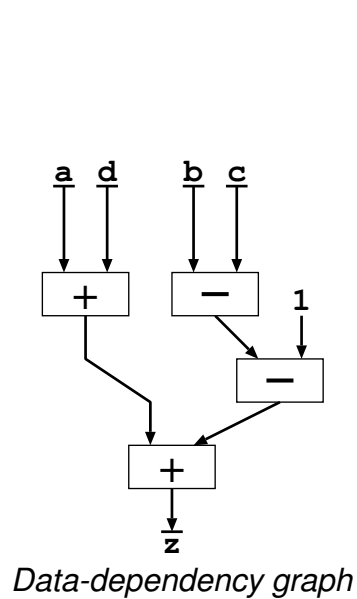 a d b c
+ − 1
−
+
z
Data-dependency graph